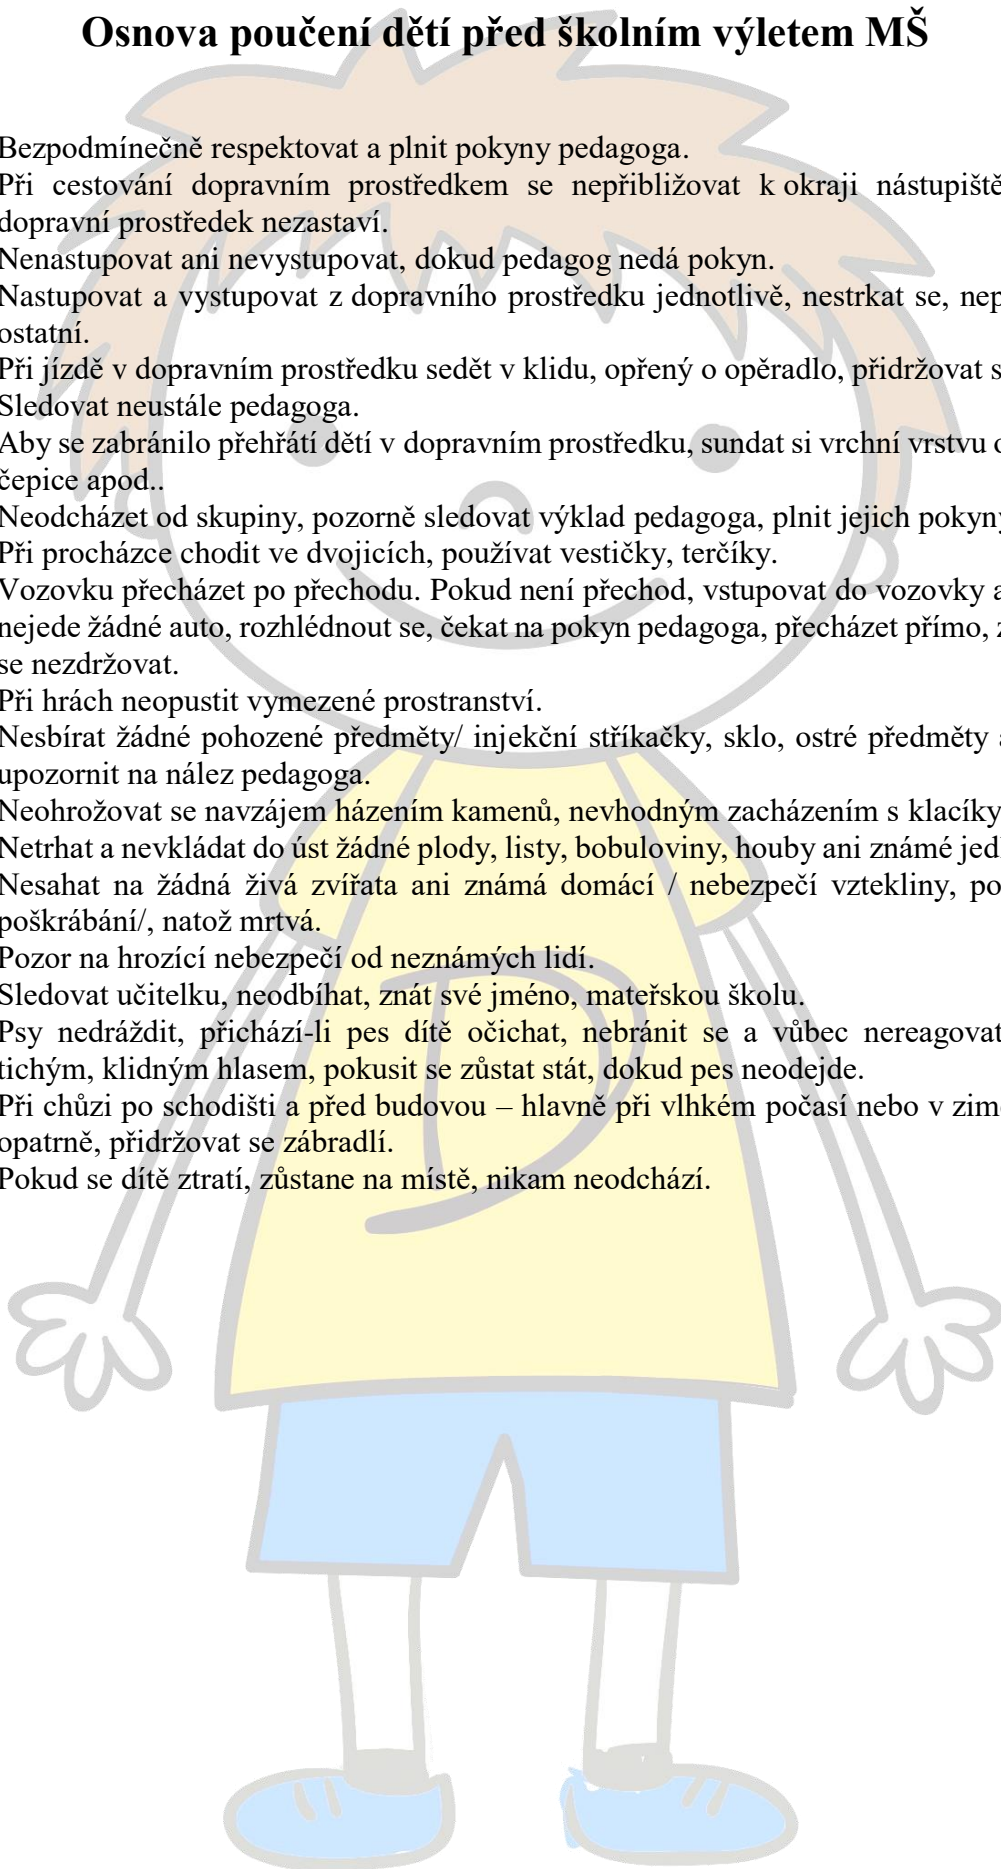 Osnova poučení dětí před školním výletem MŠ
Bezpodmínečně respektovat a plnit pokyny pedagoga.
Při cestování dopravním prostředkem se nepřibližovat k okraji nástupiště
dopravní prostředek nezastaví.
Nenastupovat ani nevystupovat, dokud pedagog nedá pokyn.
Nastupovat a vystupovat z dopravního prostředku jednotlivě, nestrkat se, nep
ostatní.
Při jízdě v dopravním prostředku sedět v klidu, opřený o opěradlo, přidržovat s
Sledovat neustále pedagoga.
Aby se zabránilo přehřátí dětí v dopravním prostředku, sundat si vrchní vrstvu o
čepice apod..
Neodcházet od skupiny, pozorně sledovat výklad pedagoga, plnit jejich pokyny
Při procházce chodit ve dvojicích, používat vestičky, terčíky.
Vozovku přecházet po přechodu. Pokud není přechod, vstupovat do vozovky a
nejede žádné auto, rozhlédnout se, čekat na pokyn pedagoga, přecházet přímo, z
se nezdržovat.
Při hrách neopustit vymezené prostranství.
Nesbírat žádné pohozené předměty/ injekční stříkačky, sklo, ostré předměty a
upozornit na nález pedagoga.
Neohrožovat se navzájem házením kamenů, nevhodným zacházením s klacíky
Netrhat a nevkládat do úst žádné plody, listy, bobuloviny, houby ani známé jedl
Nesahat na žádná živá zvířata ani známá domácí / nebezpečí vztekliny, po
poškrábání/, natož mrtvá.
Pozor na hrozící nebezpečí od neznámých lidí.
Sledovat učitelku, neodbíhat, znát své jméno, mateřskou školu.
Psy nedráždit, přichází-li pes dítě očichat, nebránit se a vůbec nereagovat
tichým, klidným hlasem, pokusit se zůstat stát, dokud pes neodejde.
Při chůzi po schodišti a před budovou – hlavně při vlhkém počasí nebo v zimě
opatrně, přidržovat se zábradlí.
Pokud se dítě ztratí, zůstane na místě, nikam neodchází.
D